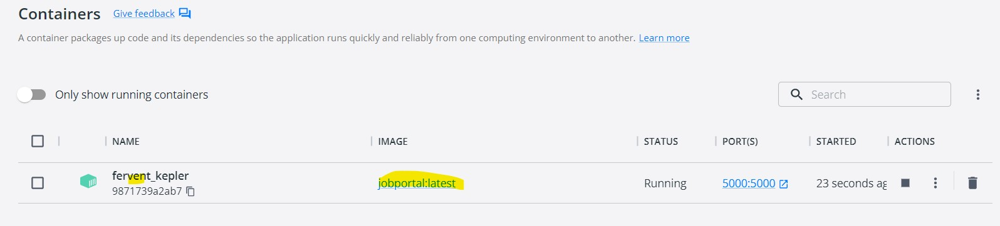 Containers Give feedback
A container packages up code and its dependencies so the application runs quickly and reliably from one computing environment to another. Learn more
Only show running containers
Search
NAME IMAGE STATUS PORT(S) STARTED ACTIONS
fervent_kepler
jobportal:latest Running 5000:5000 23 seconds ag
9871739a2ab7